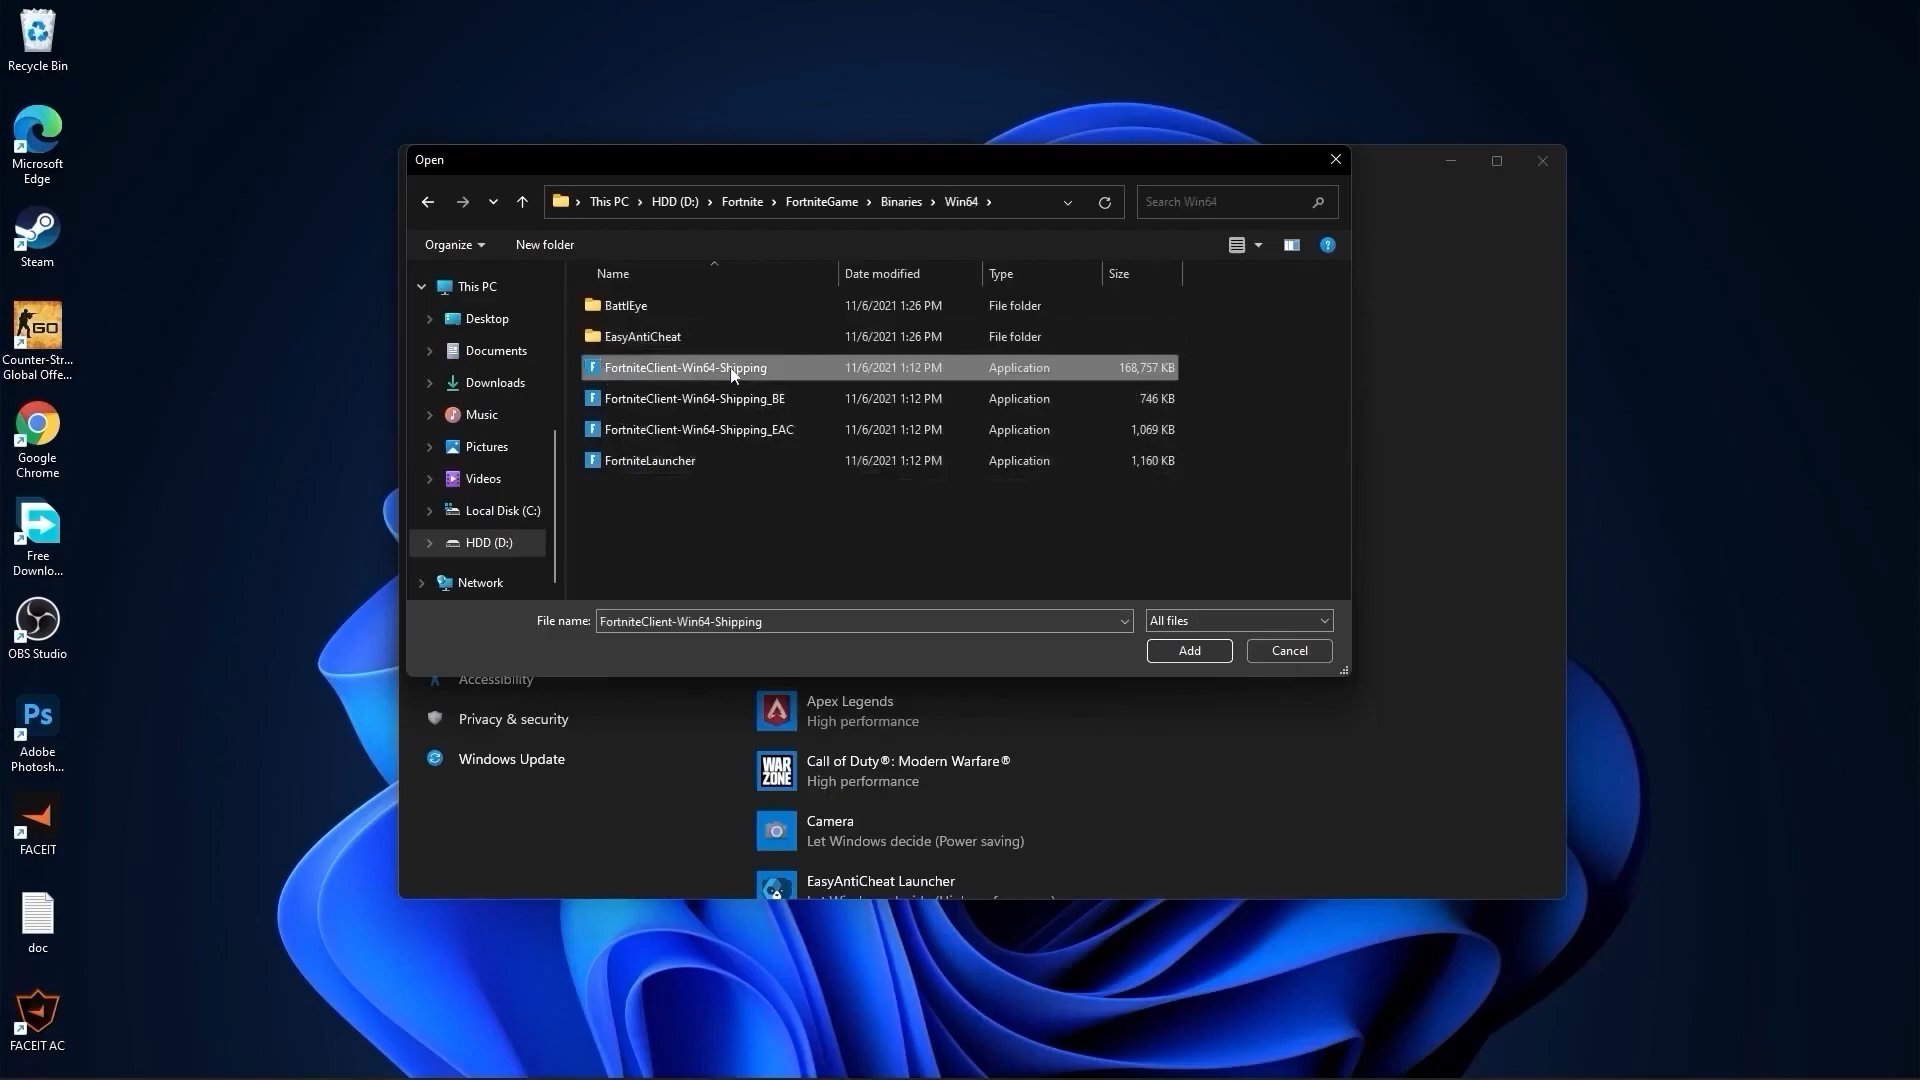 Recycle Bin
Microsoft
Edge
Steam
GO
Counter-Str...
Global Offe...
Google
Chrome
Free
Downlo...
OBS Studio
Ps
Adobe
Photosh...
FACEIT
doc
FACEIT AC
Open
This PC
HDD (D:)
Fortnite
FortniteGame
Binaries
Win64
Search Win64
Organize
New folder
?
Name
Date modified
Type
Size
This PC
Desktop
Documents
Downloads
Music
Pictures
Videos
Local Disk (C:)
HDD (D:)
Network
BattlEye 11/6/2021 1:26 PM File folder
EasyAntiCheat 11/6/2021 1:26 PM File folder
F FortniteClient-Win64-Shipping 11/6/2021 1:12 PM Application 168,757 KB
F FortniteClient-Win64-Shipping_BE 11/6/2021 1:12 PM Application 746 KB
F FortniteClient-Win64-Shipping_EAC 11/6/2021 1:12 PM Application 1,069 KB
F FortniteLauncher 11/6/2021 1:12 PM Application 1,160 KB
File name: FortniteClient-Win64-Shipping
All files
Add
Cancel
Accessibility
Privacy & security
Windows Update
Apex Legends
High performance
WAR
ZONE
Call of Duty®: Modern Warfare®
High performance
Camera
Let Windows decide (Power saving)
EasyAntiCheat Launcher